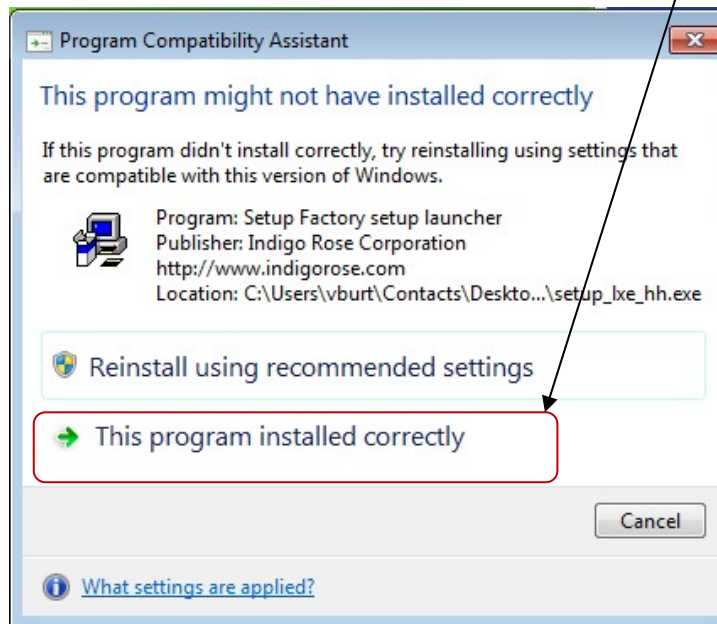 Program Compatibility Assistant
This program might not have installed correctly
If this program didn't install correctly, try reinstalling using settings that
are compatible with this version of Windows.
Program: Setup Factory setup launcher
Publisher: Indigo Rose Corporation
http://www.indigorose.com
Location: C:\Users\vburt\Contacts\Deskto...\setup_lxe_hh.exe
Reinstall using recommended settings
This program installed correctly
Cancel
What settings are applied?